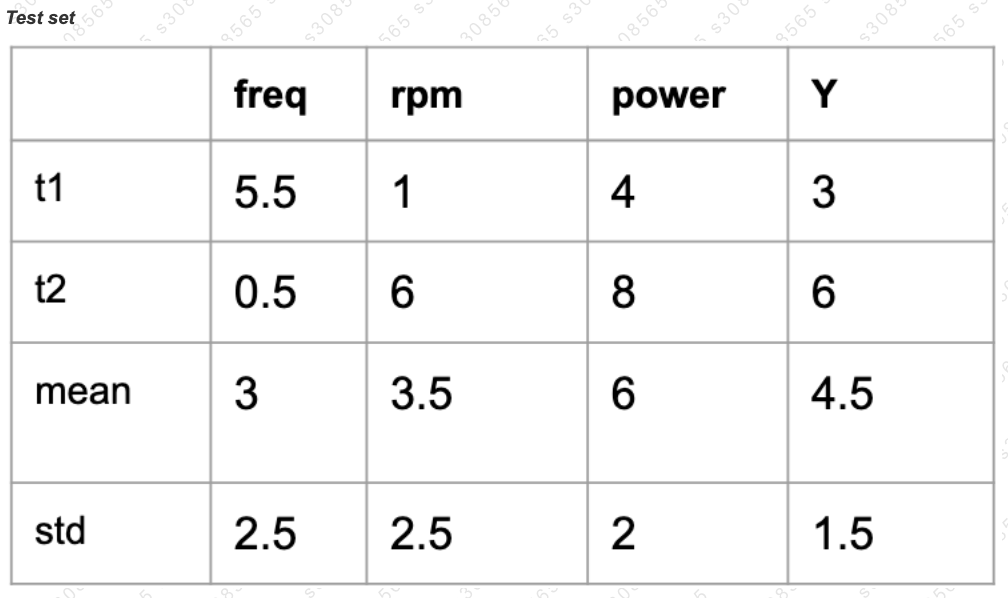 Test set
freq rpm power Y
t1 5.5 1 4 3
t2 0.5 6 8 6
mean 3 3.5 6 4.5
std 2.5 2.5 2 1.5